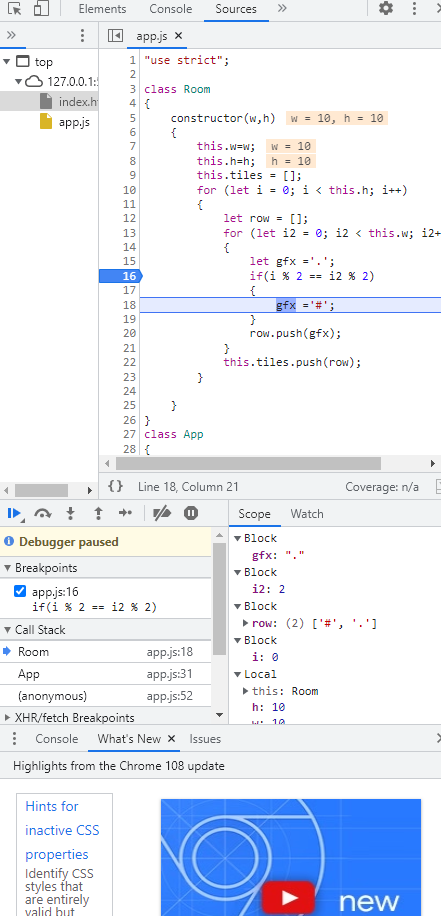 Elements Console Sources »
»
app.js ×
top
127.0.0.1:5
index.h
app.js
1 "use strict";
2
3 class Room
4 {
5 constructor(w,h) w = 10, h = 10
6 {
7 this.w=w; w = 10
8 this.h=h; h = 10
9 this.tiles = [];
10 for (let i = 0; i < this.h; i++)
11 {
12 let row = [];
13 for (let i2 = 0; i2 < this.w; i2+
14 {
15 let gfx ='.';
16 if(i % 2 == i2 % 2)
17 {
18 gfx ='#';
19 }
20 row.push(gfx);
21 }
22 this.tiles.push(row);
23 }
24
25 }
26 }
27 class App
28 {
{} Line 18, Column 21 Coverage: n/a
Debugger paused
Breakpoints
app.js:16
if(i % 2 == i2 % 2)
Call Stack
Room app.js:18
App app.js:31
(anonymous) app.js:52
XHR/fetch Breakpoints
Scope Watch
Block
gfx: "."
Block
i2: 2
Block
row: (2) ['#', '.']
Block
i: 0
Local
this: Room
h: 10
w: 10
Console What's New × Issues
Highlights from the Chrome 108 update
Hints for
inactive CSS
properties
Identify CSS
styles that
are entirely
valid but
new